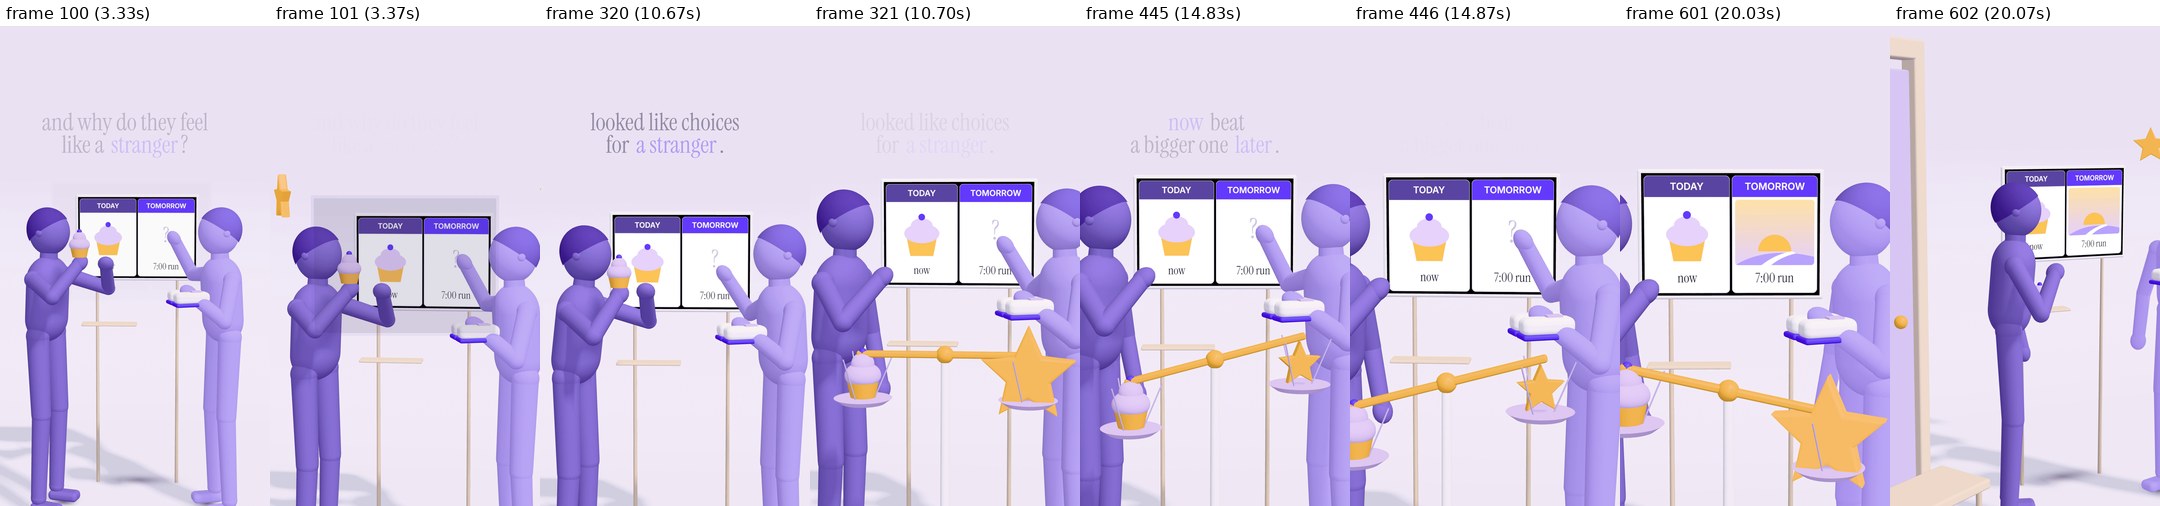 frame 100 (3.33s)
frame 101 (3.37s)
frame 320 (10.67s)
frame 321 (10.70s)
frame 445 (14.83s)
frame 446 (14.87s)
frame 601 (20.03s)
frame 602 (20.07s)
and why do they feel
like a stranger?
TODAY
TOMORROW
?
7:00 run
TODAY
TOMORROW
?
7:00 run
looked like choices
for a stranger.
TODAY
TOMORROW
?
7:00 run
looked like choices
for a stranger.
TODAY
TOMORROW
?
now
7:00 run
now beat
a bigger one later.
TODAY
TOMORROW
?
now
7:00 run
TODAY
TOMORROW
?
now
7:00 run
TODAY
TOMORROW
now
7:00 run
TODAY
TOMORROW
7:00 run